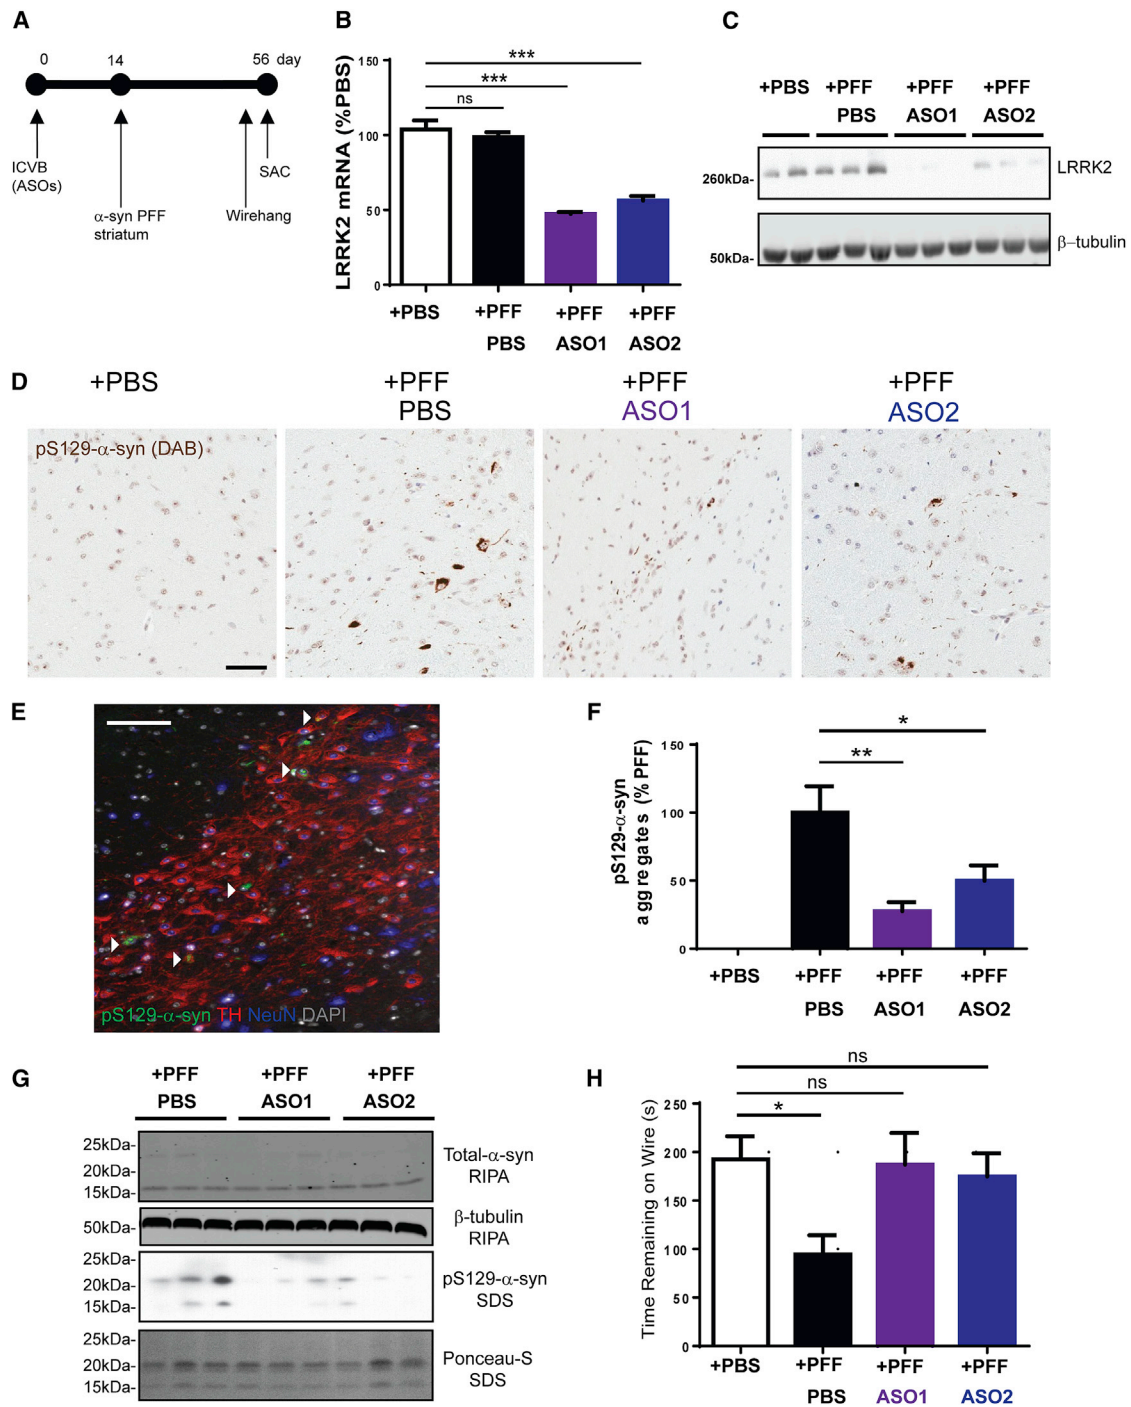 A
0 14 56 day
ICVB
(ASOs)
SAC
α-syn PFF
striatum
Wirehang
B
LRRK2 mRNA (%PBS)
150
100
50
0
***
***
ns
+PBS +PFF +PFF +PFF
PBS ASO1 ASO2
C
+PBS +PFF +PFF +PFF
PBS ASO1 ASO2
260kDa-
LRRK2
50kDa-
β-tubulin
D
+PBS +PFF +PFF +PFF
PBS ASO1 ASO2
pS129-α-syn (DAB)
E
pS129-α-syn TH NeuN DAPI
F
pS129-α-syn
aggregates (% PFF)
150
100
50
0
*
**
+PBS +PFF +PFF +PFF
PBS ASO1 ASO2
G
+PFF +PFF +PFF
PBS ASO1 ASO2
25kDa-
20kDa-
15kDa-
Total-α-syn
RIPA
50kDa-
β-tubulin
RIPA
25kDa-
20kDa-
15kDa-
pS129-α-syn
SDS
25kDa-
20kDa-
15kDa-
Ponceau-S
SDS
H
Time Remaining on Wire (s)
250
200
150
100
50
0
ns
ns
*
+PBS +PFF +PFF +PFF
PBS ASO1 ASO2